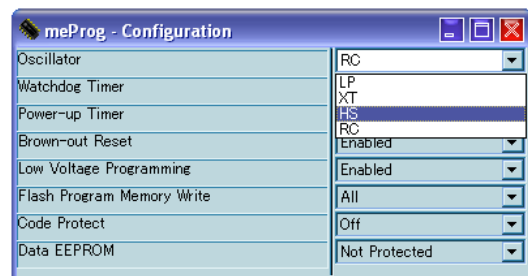 meProg - Configuration
Oscillator RC
Watchdog Timer LP
XT
Power-up Timer HS
RC
Brown-out Reset Enabled
Low Voltage Programming Enabled
Flash Program Memory Write All
Code Protect Off
Data EEPROM Not Protected